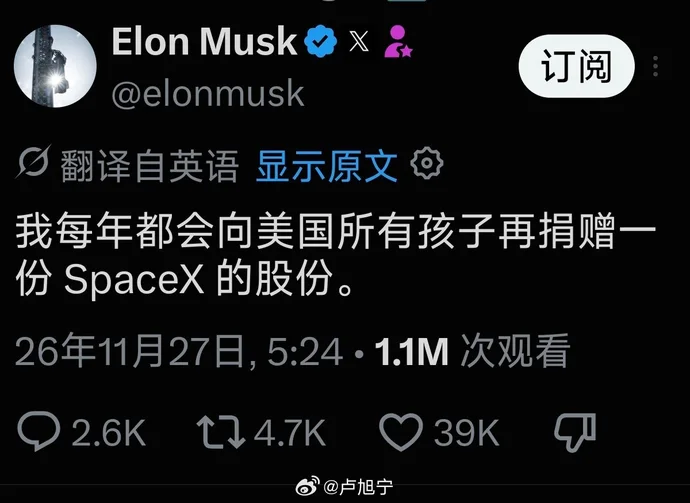 Elon Musk
@elonmusk
订阅
翻译自英语 显示原文
我每年都会向美国所有孩子再捐赠一
份 SpaceX 的股份。
26年11月27日, 5:24 • 1.1M 次观看
2.6K 4.7K 39K
@卢旭宁